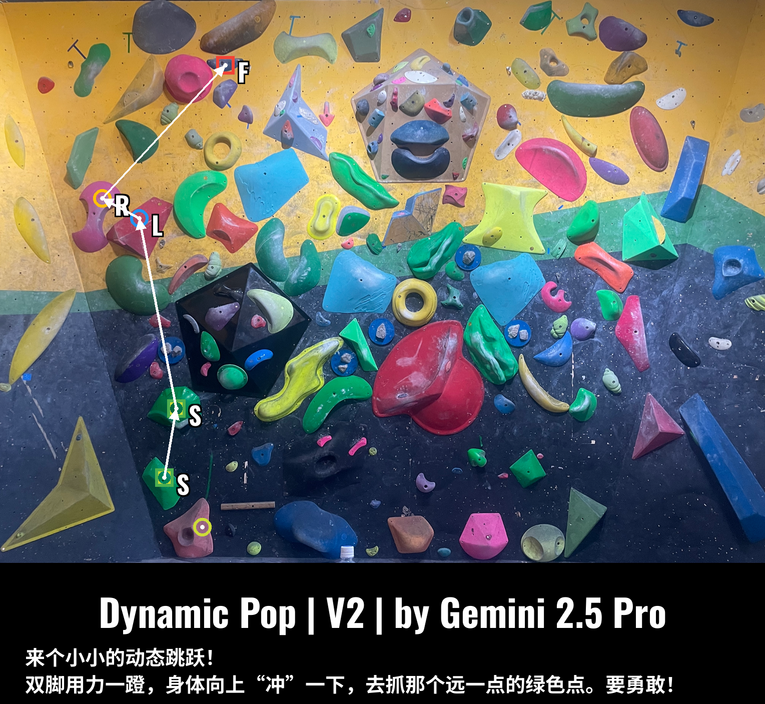 F
R
L
S
S
Dynamic Pop | V2 | by Gemini 2.5 Pro
来个小小的动态跳跃！
双脚用力一蹬，身体向上“冲”一下，去抓那个远一点的绿色点。要勇敢！